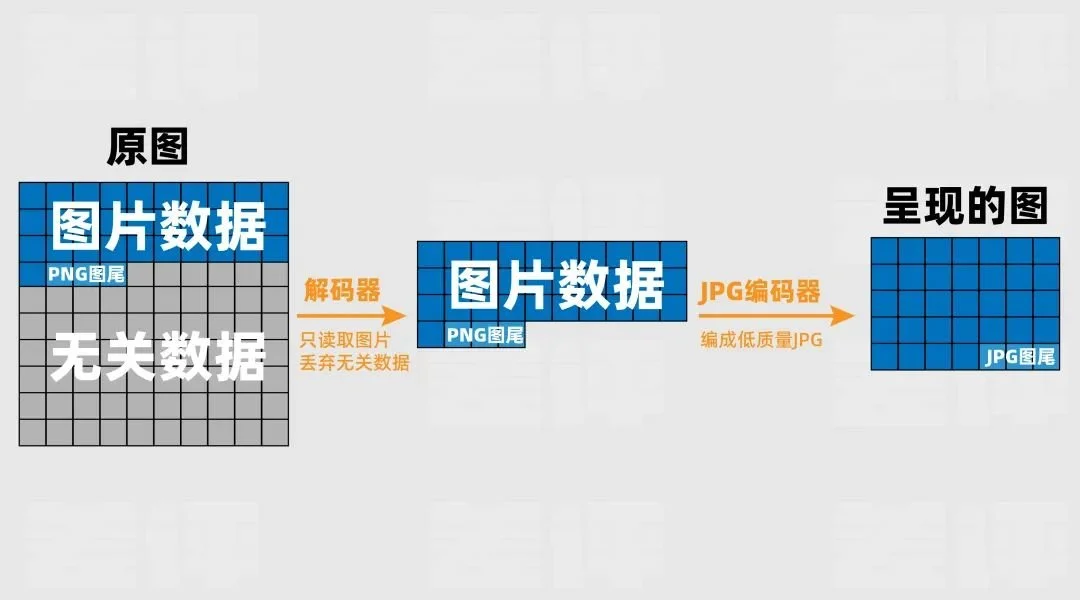 原图
图片数据
PNG图尾
无关数据
解码器
只读取图片
丢弃无关数据
图片数据
PNG图尾
JPG编码器
编成低质量JPG
呈现的图
JPG图尾